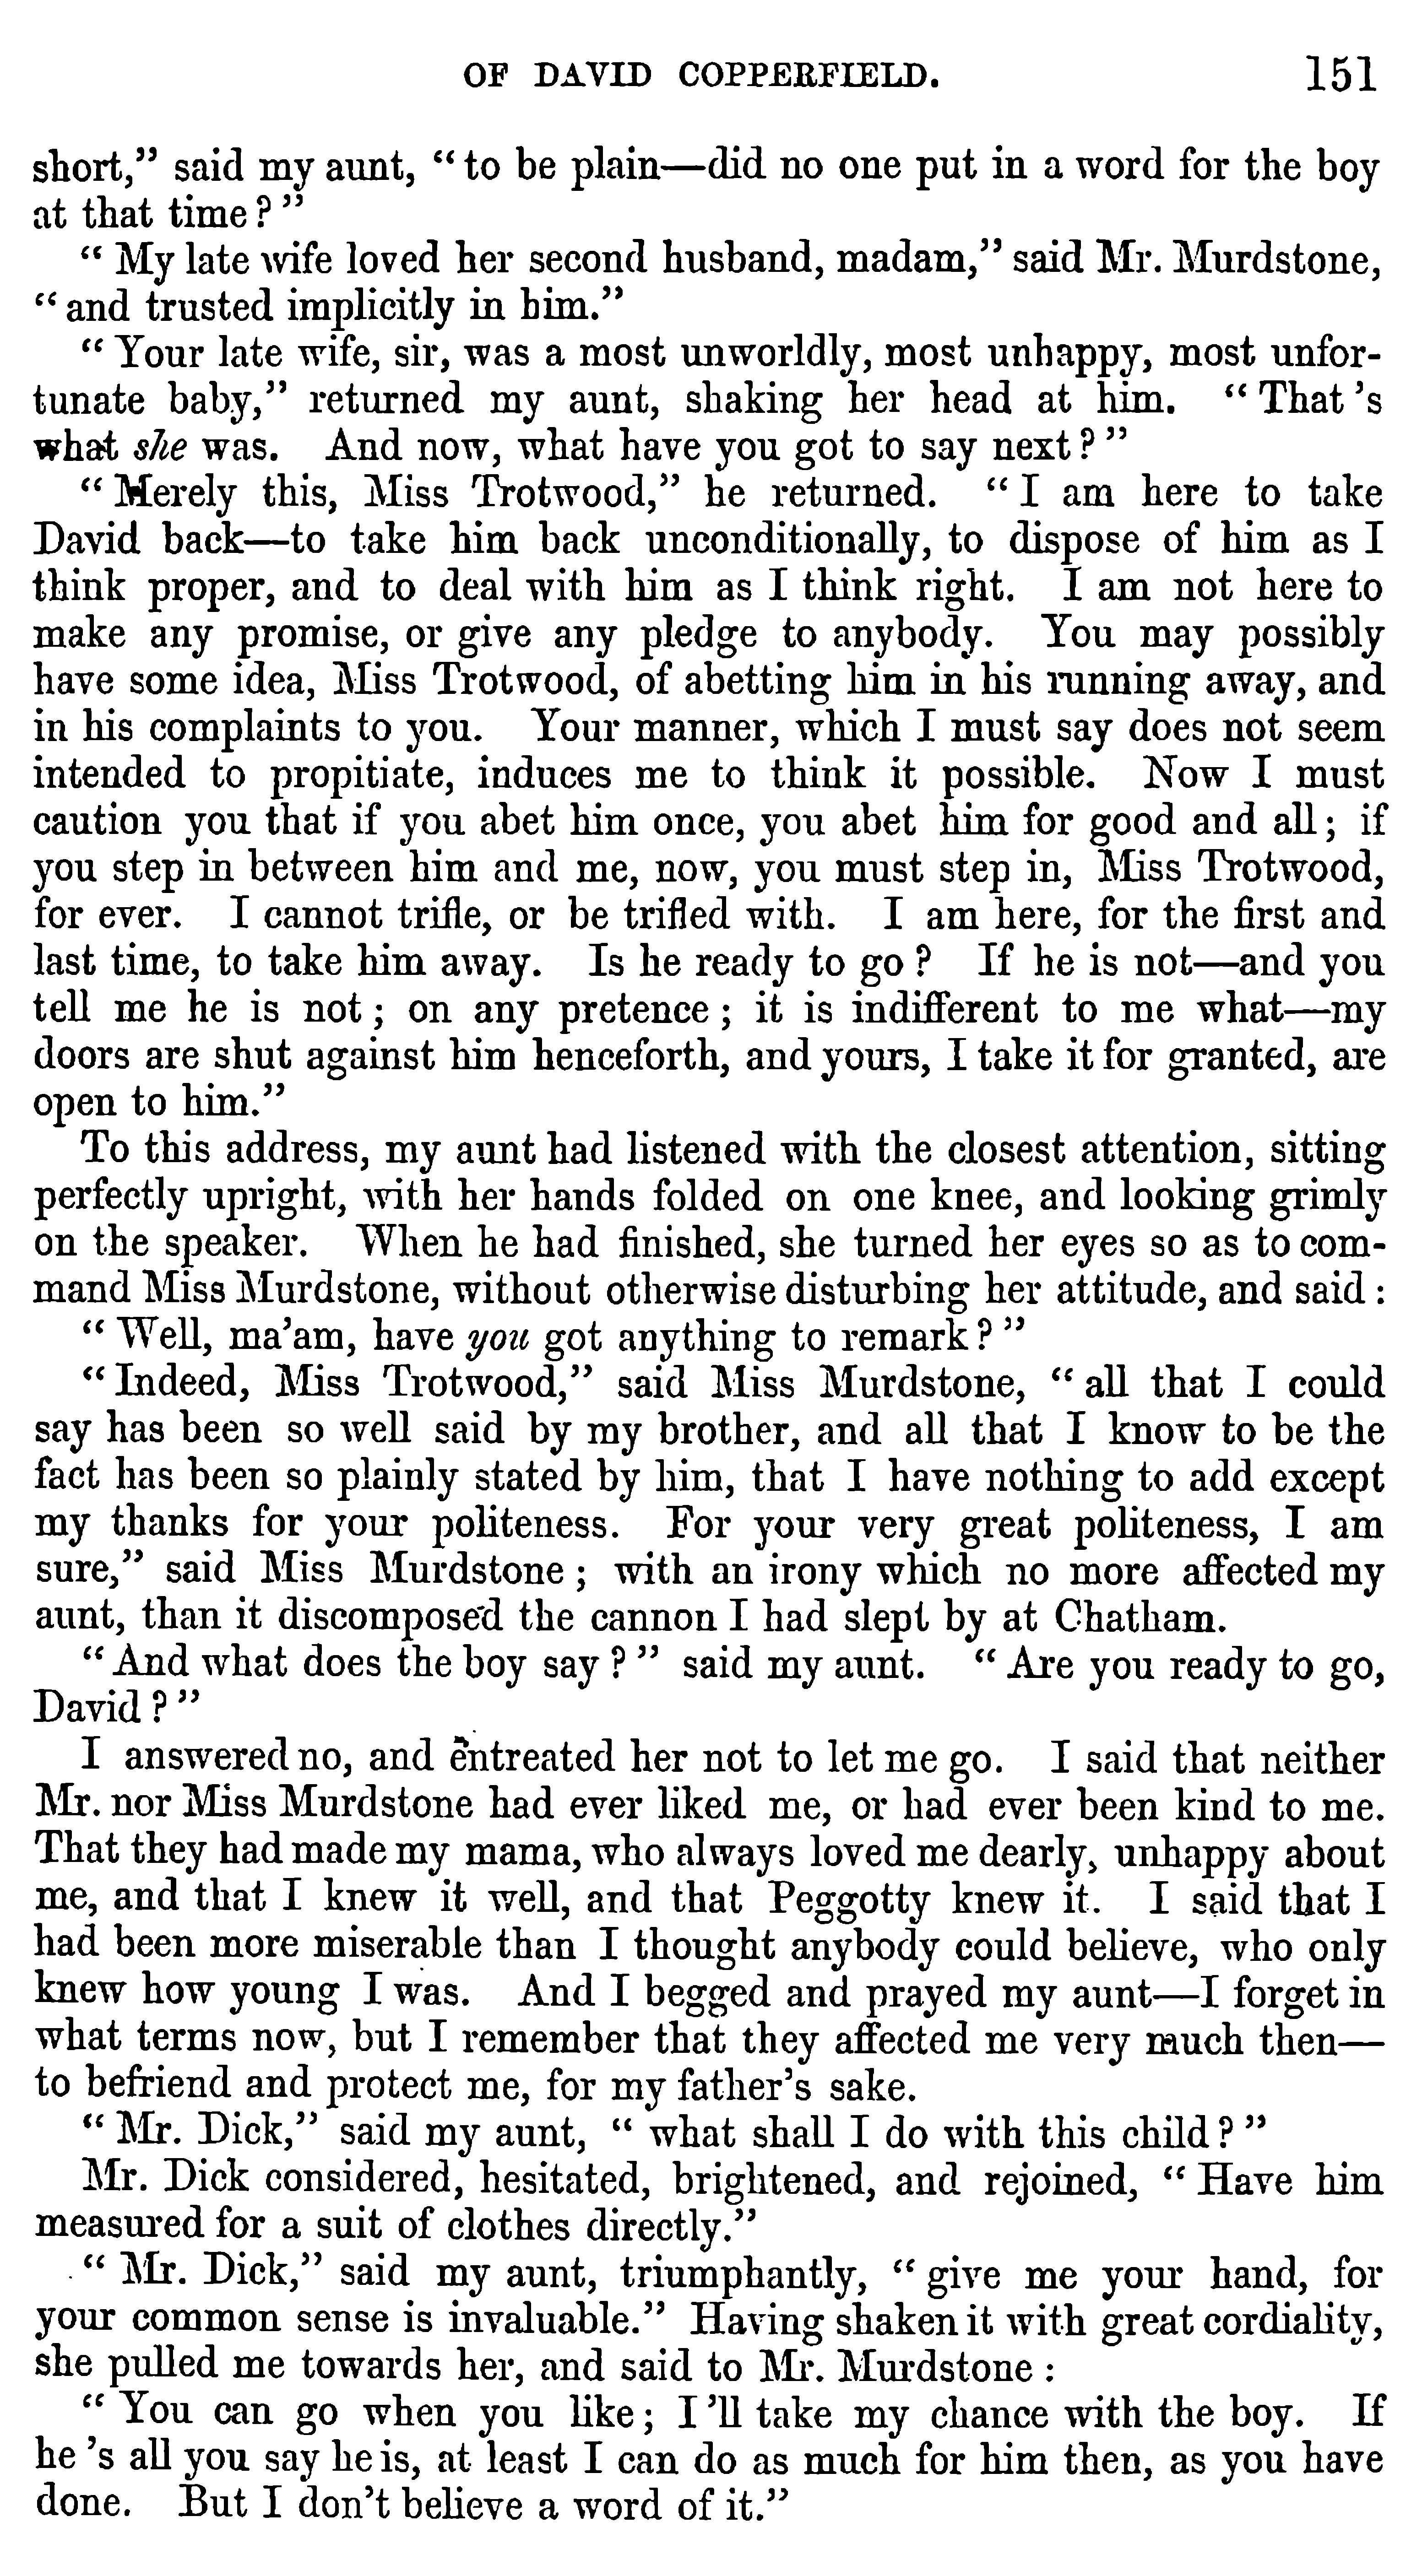 OF DAVID COPPERFIELD. 151
short,” said my aunt, “to be plain—did no one put in a word for the boy
at that time?”
“My late wife loved her second husband, madam,” said Mr. Murdstone,
“and trusted implicitly in him.”
“Your late wife, sir, was a most unworldly, most unhappy, most unfor-
tunate baby,” returned my aunt, shaking her head at him. “That ’s
what she was. And now, what have you got to say next?”
“Merely this, Miss Trotwood,” he returned. “I am here to take
David back—to take him back unconditionally, to dispose of him as I
think proper, and to deal with him as I think right. I am not here to
make any promise, or give any pledge to anybody. You may possibly
have some idea, Miss Trotwood, of abetting him in his running away, and
in his complaints to you. Your manner, which I must say does not seem
intended to propitiate, induces me to think it possible. Now I must
caution you that if you abet him once, you abet him for good and all; if
you step in between him and me, now, you must step in, Miss Trotwood,
for ever. I cannot trifle, or be trifled with. I am here, for the first and
last time, to take him away. Is he ready to go? If he is not—and you
tell me he is not; on any pretence; it is indifferent to me what—my
doors are shut against him henceforth, and yours, I take it for granted, are
open to him.”
To this address, my aunt had listened with the closest attention, sitting
perfectly upright, with her hands folded on one knee, and looking grimly
on the speaker. When he had finished, she turned her eyes so as to com-
mand Miss Murdstone, without otherwise disturbing her attitude, and said:
“Well, ma’am, have you got anything to remark?”
“Indeed, Miss Trotwood,” said Miss Murdstone, “all that I could
say has been so well said by my brother, and all that I know to be the
fact has been so plainly stated by him, that I have nothing to add except
my thanks for your politeness. For your very great politeness, I am
sure,” said Miss Murdstone; with an irony which no more affected my
aunt, than it discomposed the cannon I had slept by at Chatham.
“And what does the boy say?” said my aunt. “Are you ready to go,
David?”
I answered no, and entreated her not to let me go. I said that neither
Mr. nor Miss Murdstone had ever liked me, or had ever been kind to me.
That they had made my mama, who always loved me dearly, unhappy about
me, and that I knew it well, and that Peggotty knew it. I said that I
had been more miserable than I thought anybody could believe, who only
knew how young I was. And I begged and prayed my aunt—I forget in
what terms now, but I remember that they affected me very much then—
to befriend and protect me, for my father’s sake.
“Mr. Dick,” said my aunt, “what shall I do with this child?”
Mr. Dick considered, hesitated, brightened, and rejoined, “Have him
measured for a suit of clothes directly.”
“Mr. Dick,” said my aunt, triumphantly, “give me your hand, for
your common sense is invaluable.” Having shaken it with great cordiality,
she pulled me towards her, and said to Mr. Murdstone:
“You can go when you like; I ’ll take my chance with the boy. If
he ’s all you say he is, at least I can do as much for him then, as you have
done. But I don’t believe a word of it.”